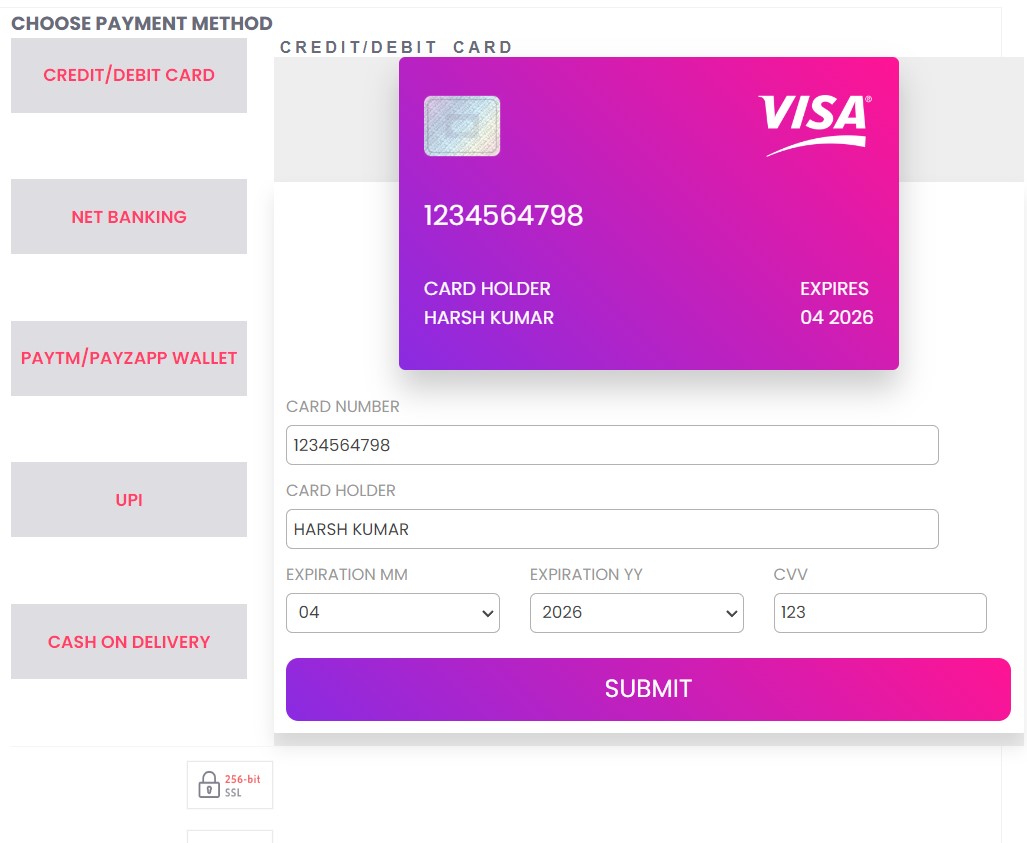 CHOOSE PAYMENT METHOD
CREDIT/DEBIT CARD
NET BANKING
PAYTM/PAYZAPP WALLET
UPI
CASH ON DELIVERY
CREDIT/DEBIT CARD
VISA®
1234564798
CARD HOLDER
HARSH KUMAR
EXPIRES
04 2026
CARD NUMBER
1234564798
CARD HOLDER
HARSH KUMAR
EXPIRATION MM
04
EXPIRATION YY
2026
CVV
123
SUBMIT
256-bit
SSL